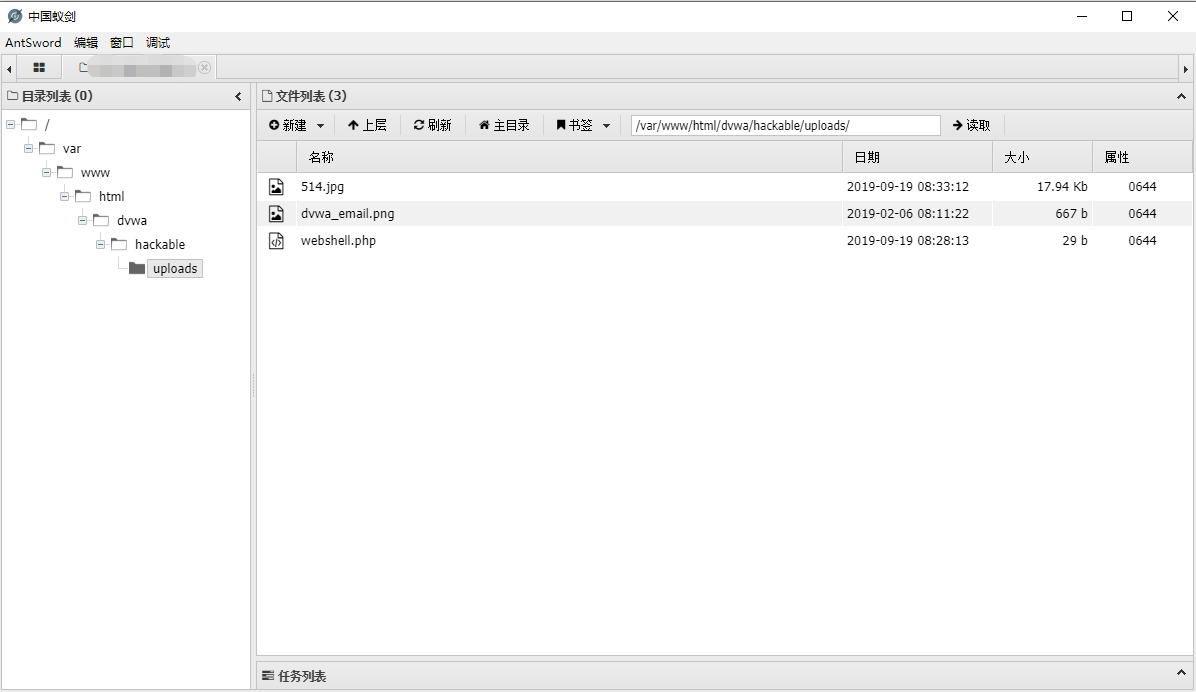 中国蚁剑
AntSword 编辑 窗口 调试
目录列表 (0)
/
var
www
html
dvwa
hackable
uploads
文件列表 (3)
新建 上层 刷新 主目录 书签 /var/www/html/dvwa/hackable/uploads/ 读取
名称 日期 大小 属性
514.jpg 2019-09-19 08:33:12 17.94 Kb 0644
dvwa_email.png 2019-02-06 08:11:22 667 b 0644
webshell.php 2019-09-19 08:28:13 29 b 0644
任务列表